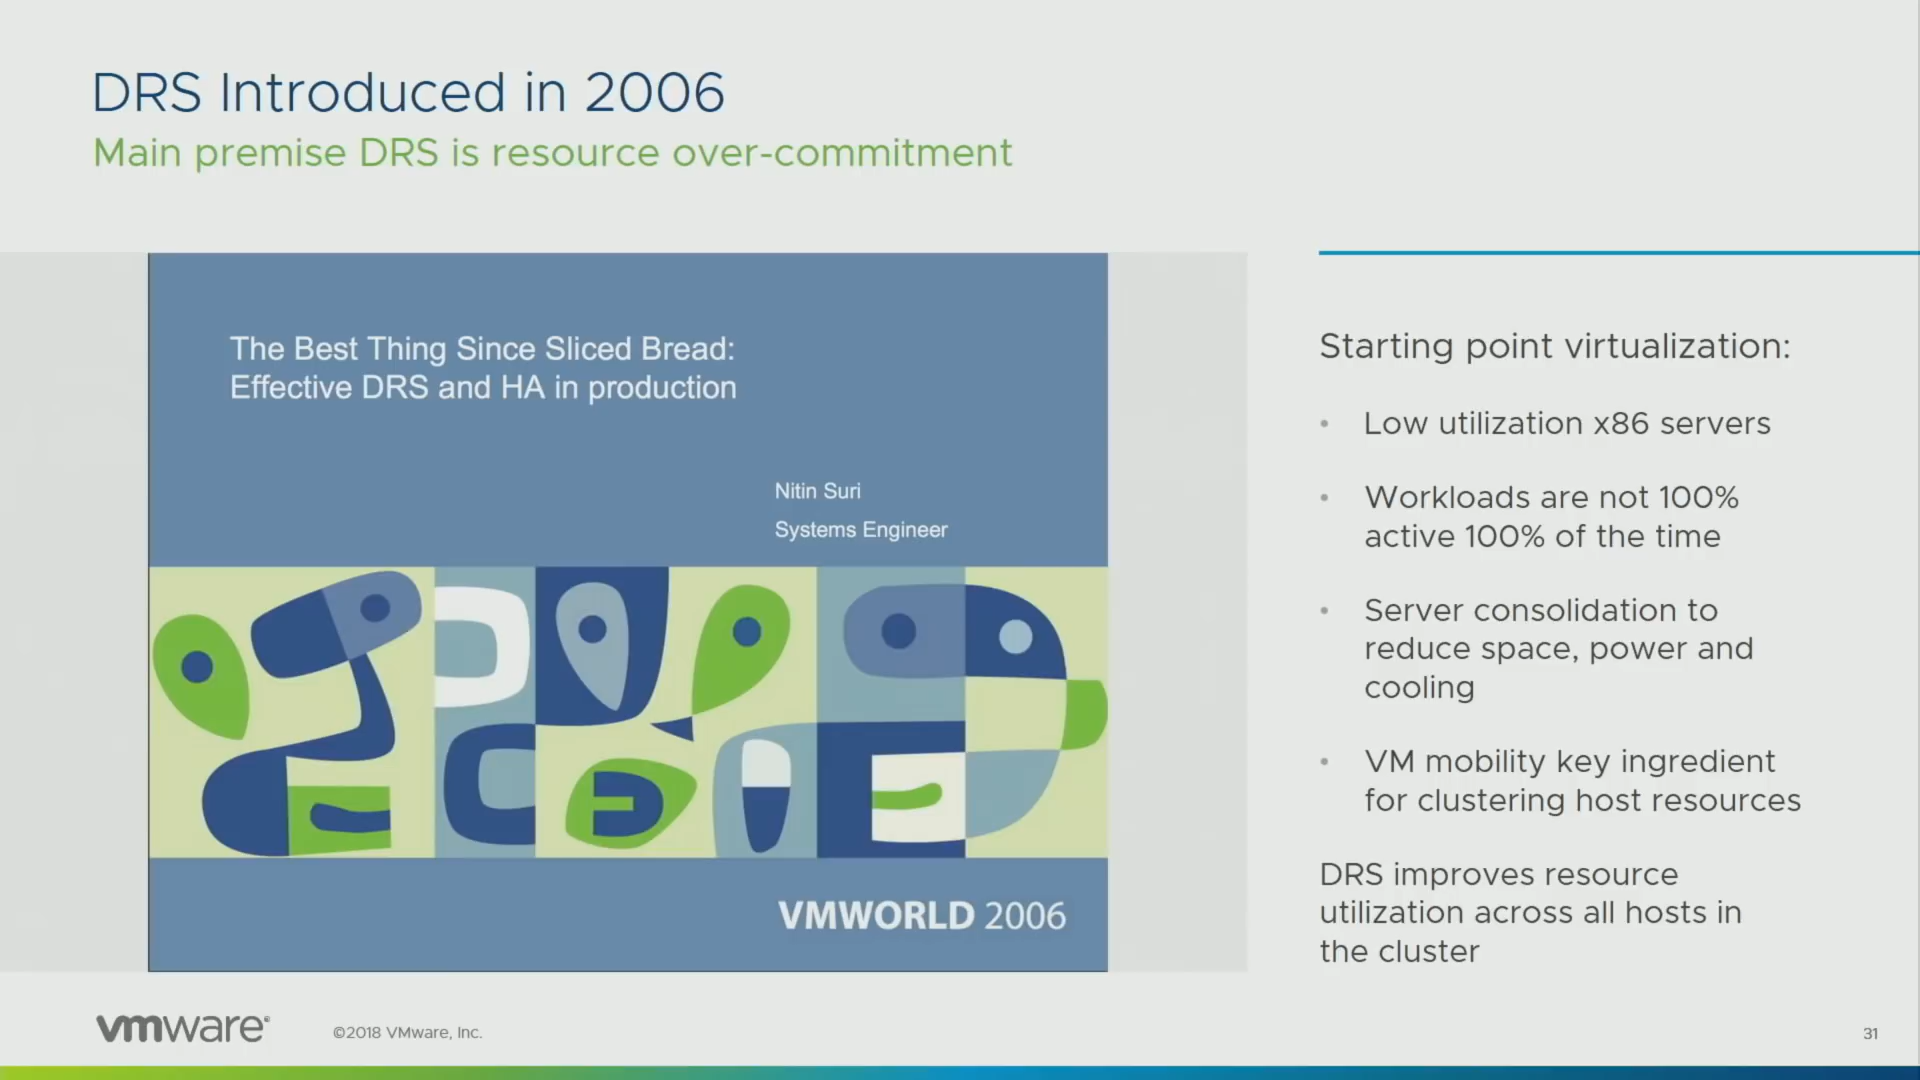 DRS Introduced in 2006
Main premise DRS is resource over-commitment
The Best Thing Since Sliced Bread:
Effective DRS and HA in production
Nitin Suri
Systems Engineer
VMWORLD 2006
Starting point virtualization:
• Low utilization x86 servers
• Workloads are not 100%
active 100% of the time
• Server consolidation to
reduce space, power and
cooling
• VM mobility key ingredient
for clustering host resources
DRS improves resource
utilization across all hosts in
the cluster
vmware®
©2018 VMware, Inc.
31